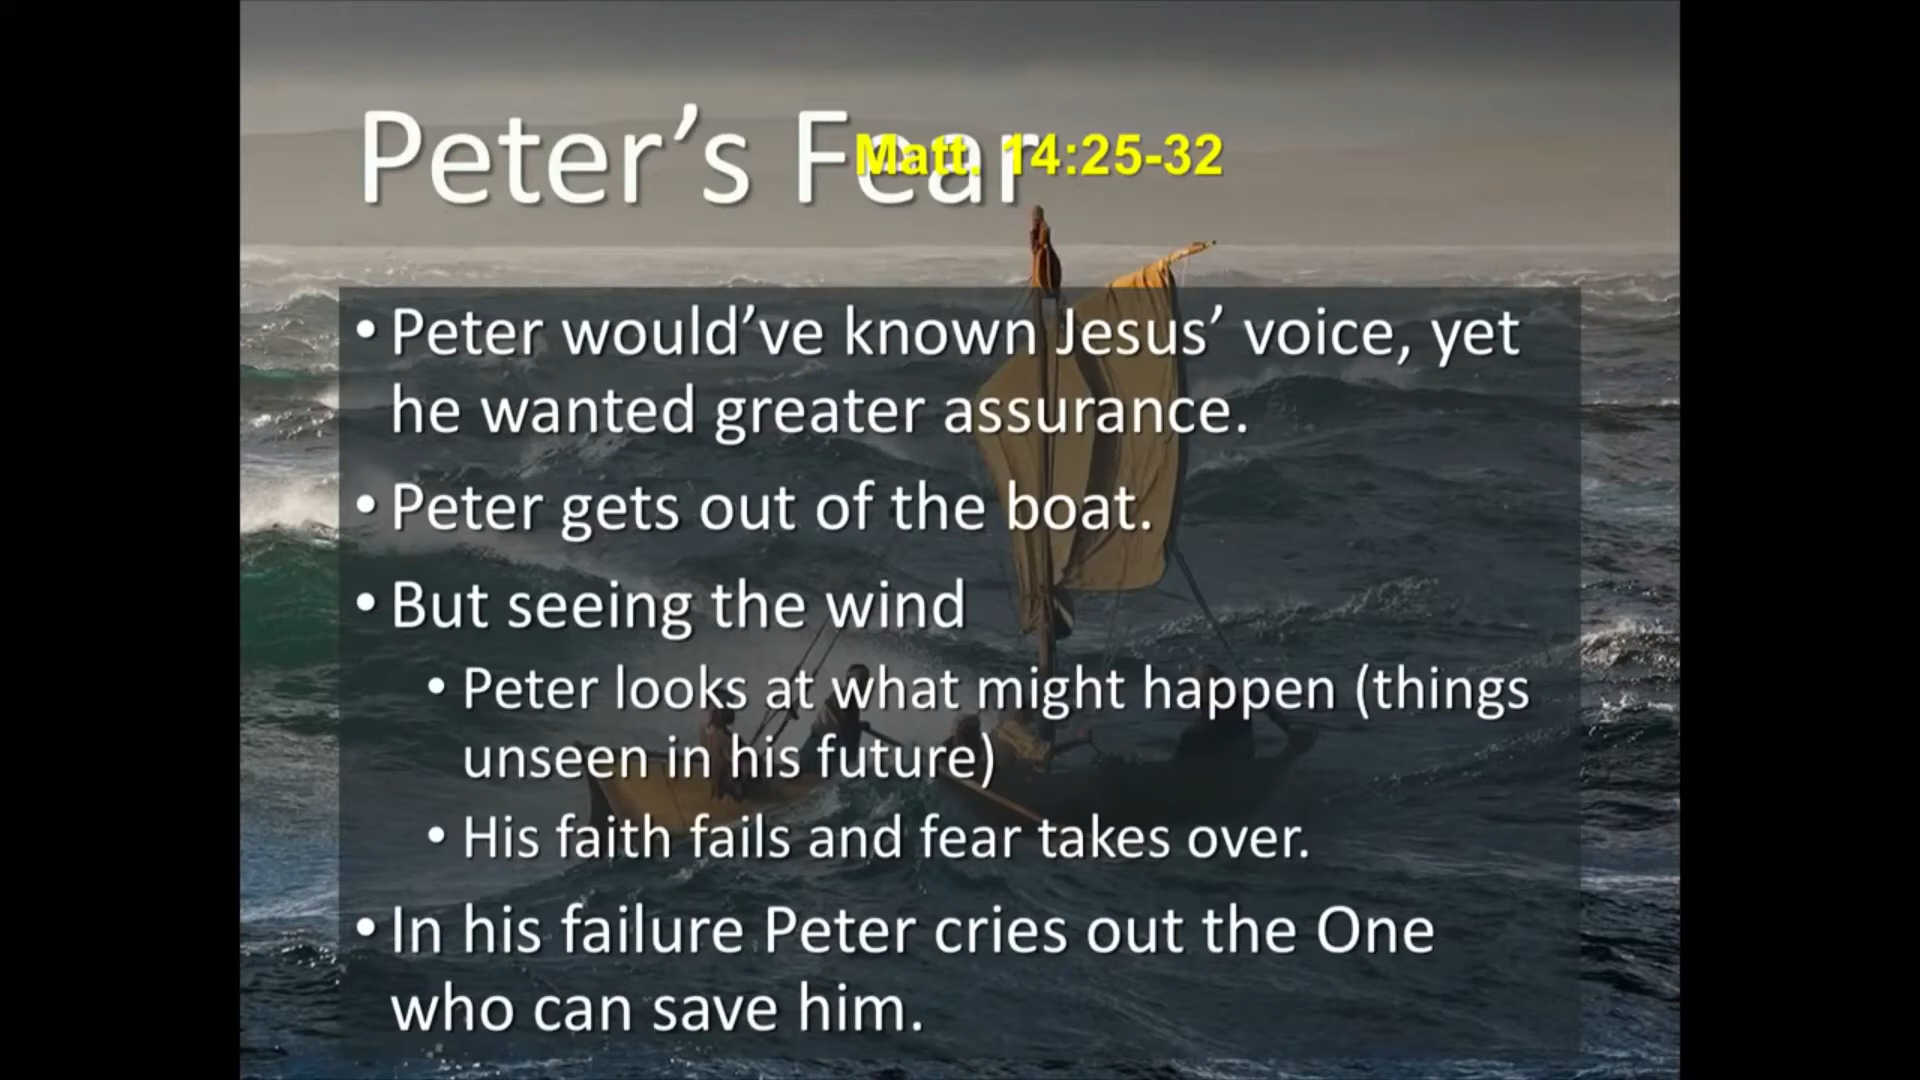 Peter’s Fear
Matt. 14:25-32
• Peter would’ve known Jesus’ voice, yet
he wanted greater assurance.
• Peter gets out of the boat.
• But seeing the wind
• Peter looks at what might happen (things
unseen in his future)
• His faith fails and fear takes over.
• In his failure Peter cries out the One
who can save him.